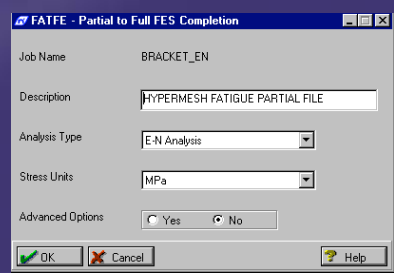 FATFE - Partial to Full FES Completion
Job Name BRACKET_EN
Description HYPERMESH FATIGUE PARTIAL FILE
Analysis Type E-N Analysis
Stress Units MPa
Advanced Options Yes No
OK Cancel Help